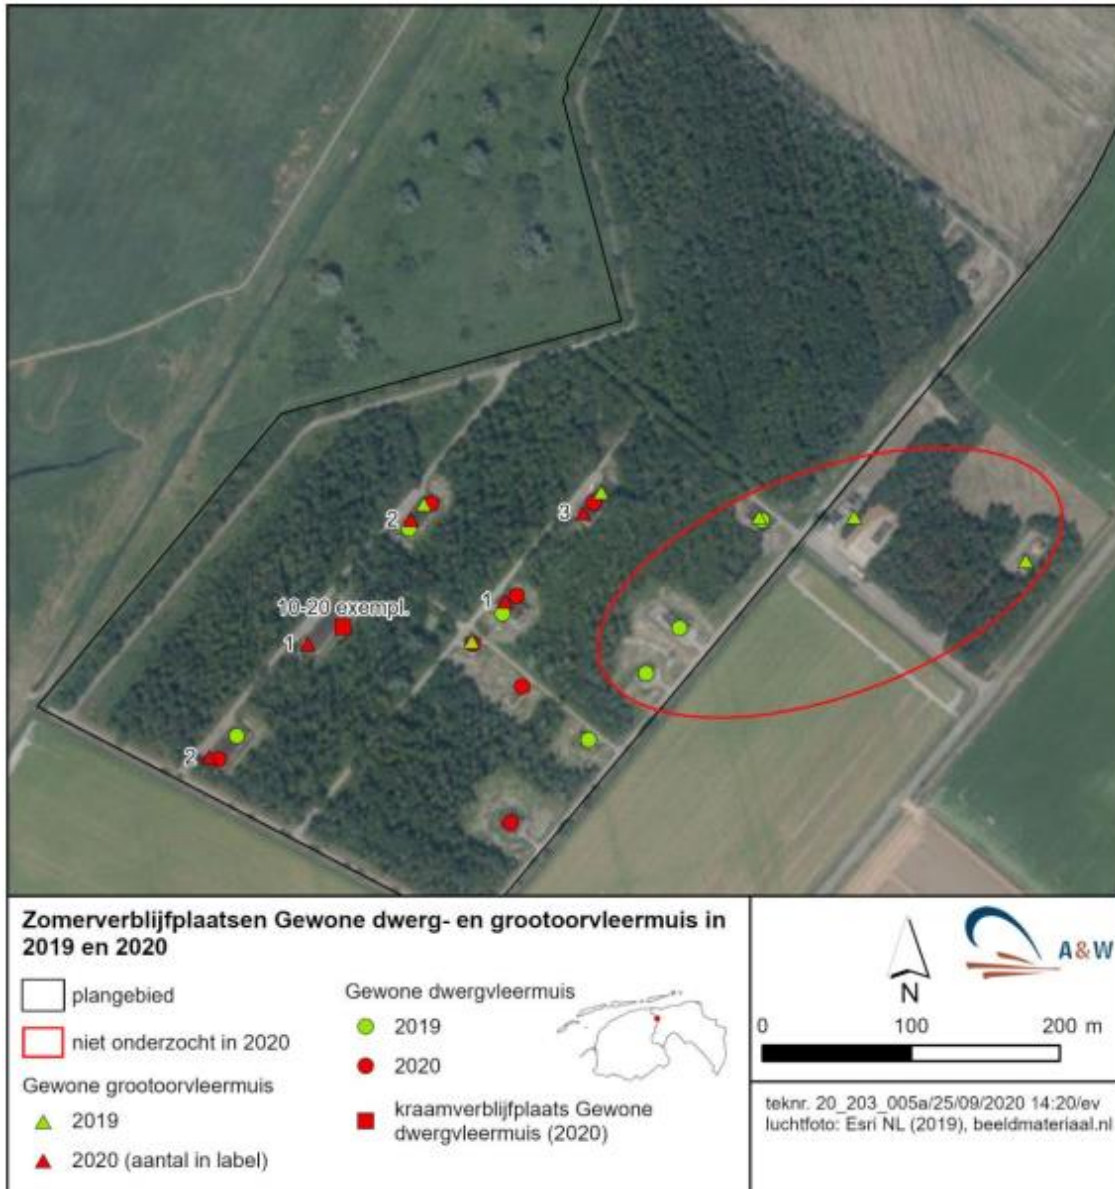 2
3
10-20 exempl.
1
1
2
Zomerverblijfplaatsen Gewone dwerg- en grootoorvleermuis in
2019 en 2020
plangebied
niet onderzocht in 2020
Gewone grootoorvleermuis
2019
2020 (aantal in label)
Gewone dwergvleermuis
2019
2020
kraamverblijfplaats Gewone
dwergvleermuis (2020)
N
A&W
0 100 200 m
teknr. 20_203_005a/25/09/2020 14:20/ev
luchtfoto: Esri NL (2019), beeldmateriaal.nl